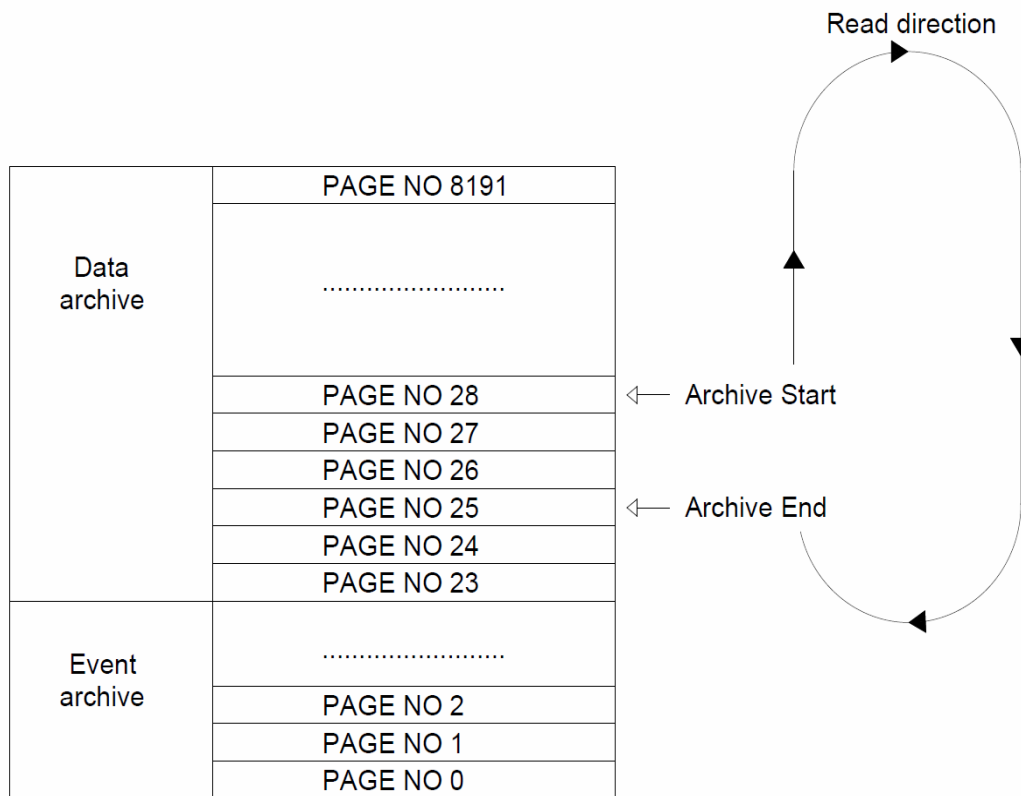 Read direction
PAGE NO 8191
Data
archive
.........................
PAGE NO 28
Archive Start
PAGE NO 27
PAGE NO 26
PAGE NO 25
Archive End
PAGE NO 24
PAGE NO 23
Event
archive
.........................
PAGE NO 2
PAGE NO 1
PAGE NO 0